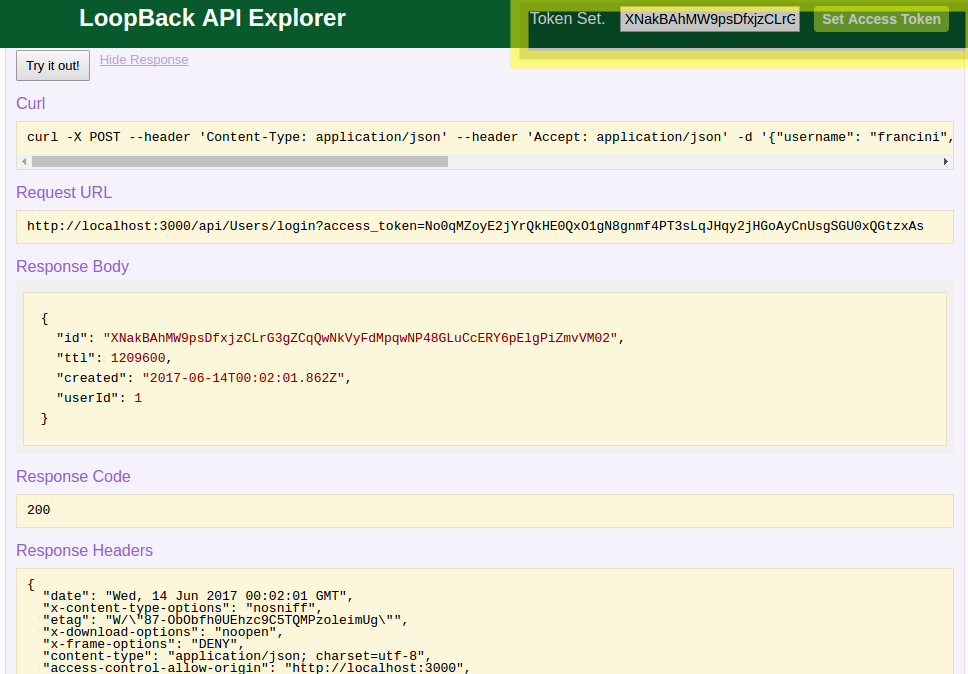 LoopBack API Explorer
Token Set. XNakBAhMW9psDfxjzCLrG Set Access Token
Try it out! Hide Response
Curl
curl -X POST --header 'Content-Type: application/json' --header 'Accept: application/json' -d '{"username": "francini",
Request URL
http://localhost:3000/api/Users/login?access_token=No0qMZoyE2jYrQkHE0QxO1gN8gnmf4PT3sLqJHqy2jHGoAyCnUsgSGU0xQGtzxAs
Response Body
{
"id": "XNakBAhMW9psDfxjzCLrG3gZCqQwNkVyFdMpqwNP48GLuCcERY6pElgPiZmvVM02",
"ttl": 1209600,
"created": "2017-06-14T00:02:01.862Z",
"userId": 1
}
Response Code
200
Response Headers
{
"date": "Wed, 14 Jun 2017 00:02:01 GMT",
"x-content-type-options": "nosniff",
"etag": "W/\"87-ObObfh0UEhzc9C5TQMPzoleimUg\"",
"x-download-options": "noopen",
"x-frame-options": "DENY",
"content-type": "application/json; charset=utf-8",
"access-control-allow-origin": "http://localhost:3000",